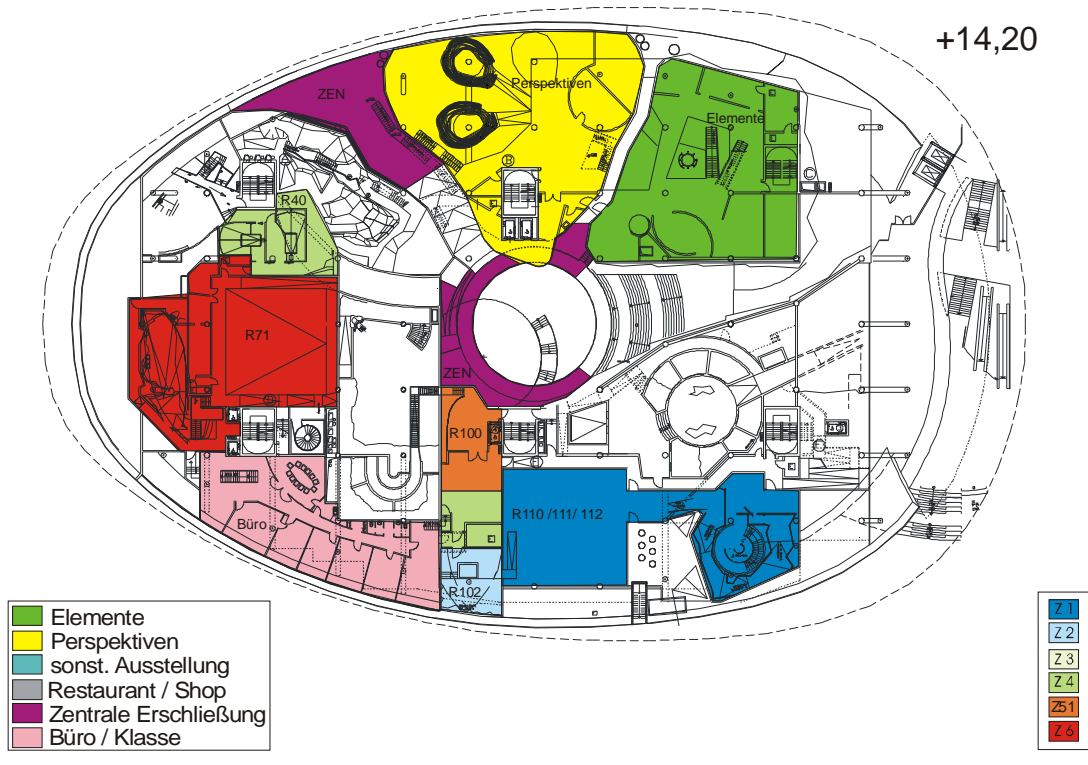 +14,20
ZEN
Perspektiven
Elemente
R40
R71
ZEN
R100
R110 /111/ 112
Büro
R102
Elemente
Perspektiven
sonst. Ausstellung
Restaurant / Shop
Zentrale Erschließung
Büro / Klasse
Z 1
Z 2
Z 3
Z 4
Z51
Z 6